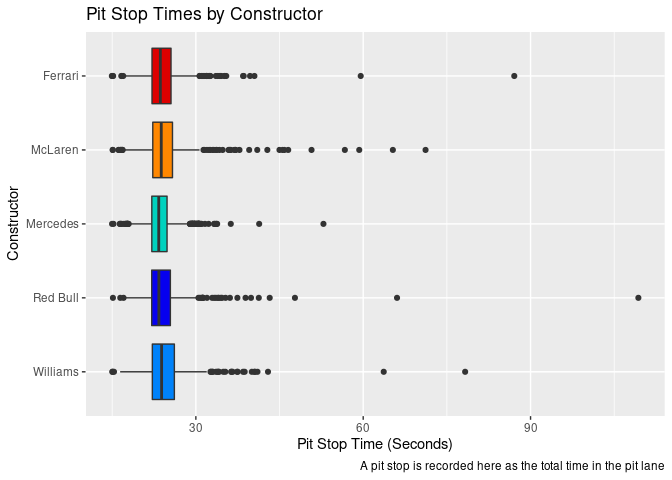 Pit Stop Times by Constructor
Constructor
Ferrari
McLaren
Mercedes
Red Bull
Williams
30
60
90
Pit Stop Time (Seconds)
A pit stop is recorded here as the total time in the pit lane